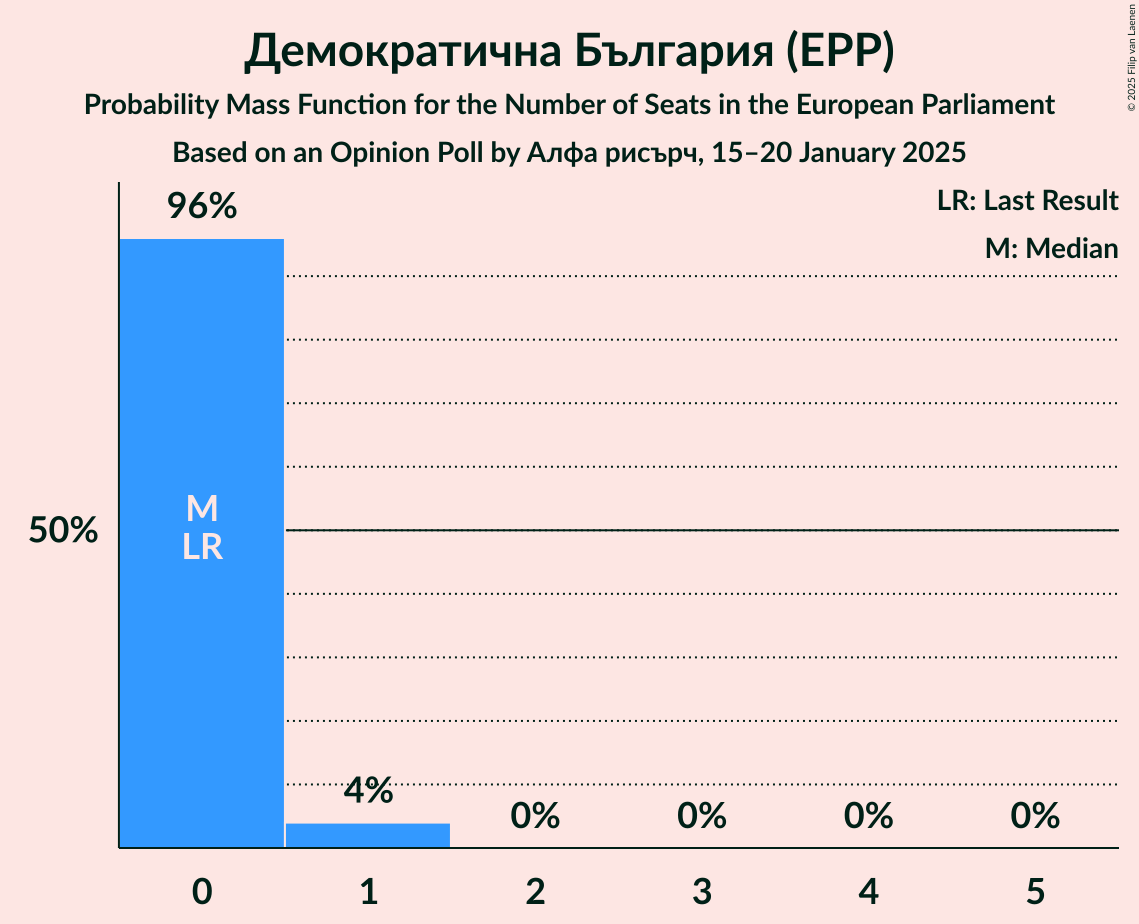 Демократична България (EPP)
Probability Mass Function for the Number of Seats in the European Parliament
Based on an Opinion Poll by Алфа рисърч, 15–20 January 2025
© 2025 Filip van Laenen
LR: Last Result
M: Median
96%
M
LR
50%
4%
0%
0%
0%
0%
0
1
2
3
4
5